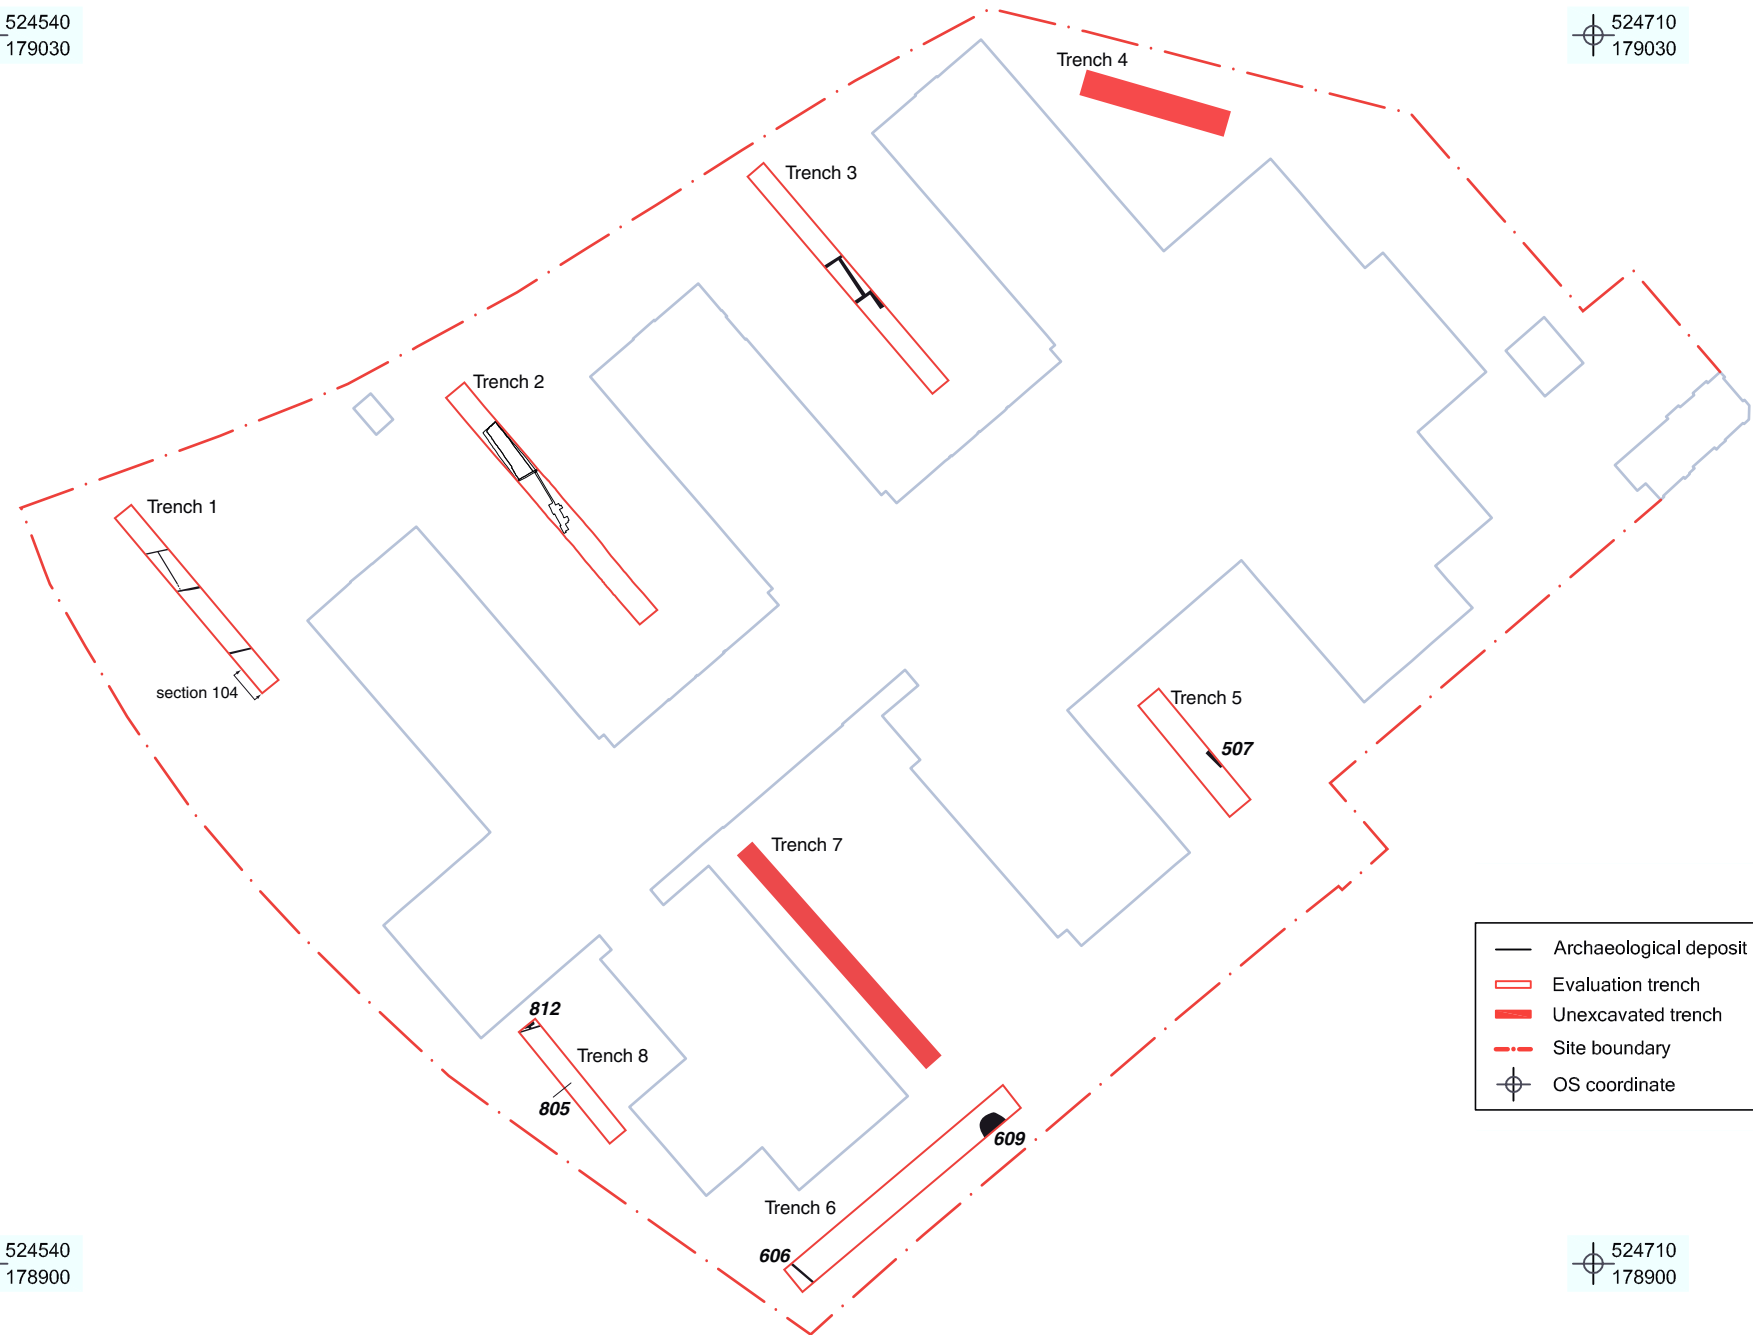 524540
179030
524710
179030
Trench 4
Trench 3
Trench 2
Trench 1
section 104
Trench 5
507
Trench 7
812
Trench 8
805
609
Trench 6
606
Archaeological deposit
Evaluation trench
Unexcavated trench
Site boundary
OS coordinate
524540
178900
524710
178900